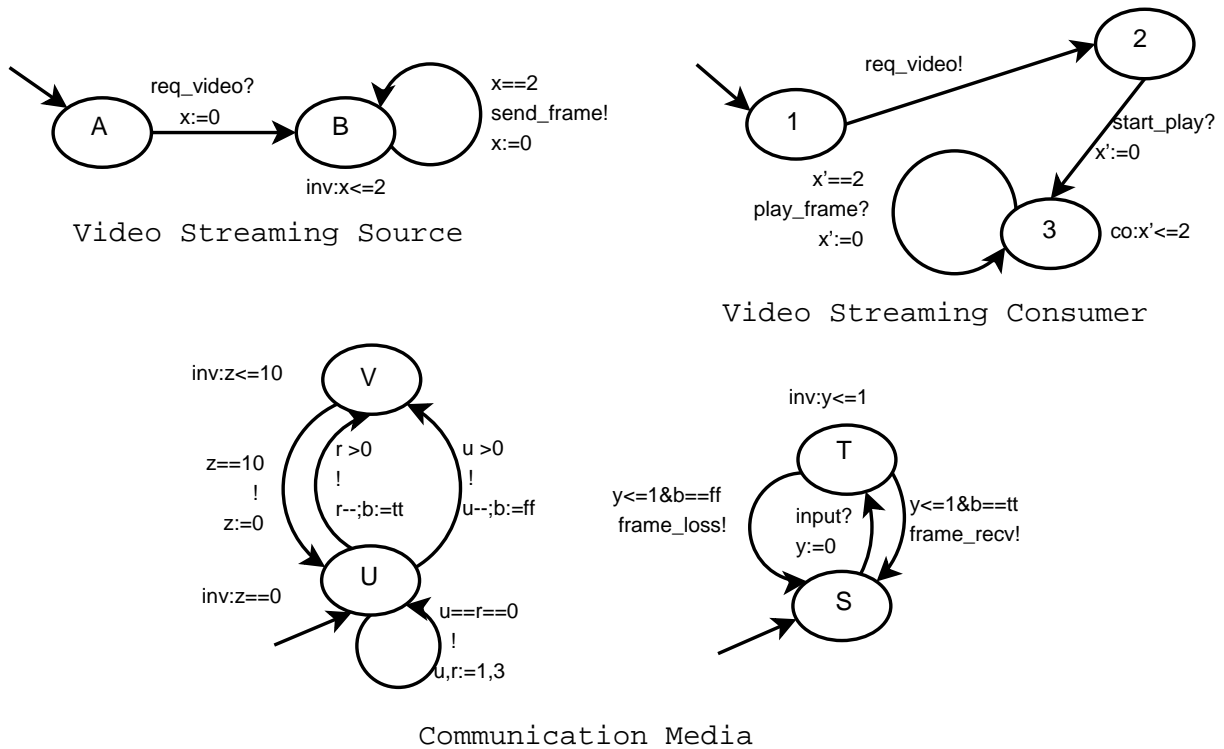 req_video?
x:=0
A
B
x==2
send_frame!
x:=0
inv:x<=2
Video Streaming Source
req_video!
1
2
start_play?
x':=0
x'==2
play_frame?
x':=0
3
co:x'<=2
Video Streaming Consumer
inv:z<=10
V
z==10
!
z:=0
r >0
!
r--;b:=tt
u >0
!
u--;b:=ff
inv:z==0
U
u==r==0
!
u,r:=1,3
inv:y<=1
T
y<=1&b==ff
frame_loss!
input?
y:=0
y<=1&b==tt
frame_recv!
S
Communication Media